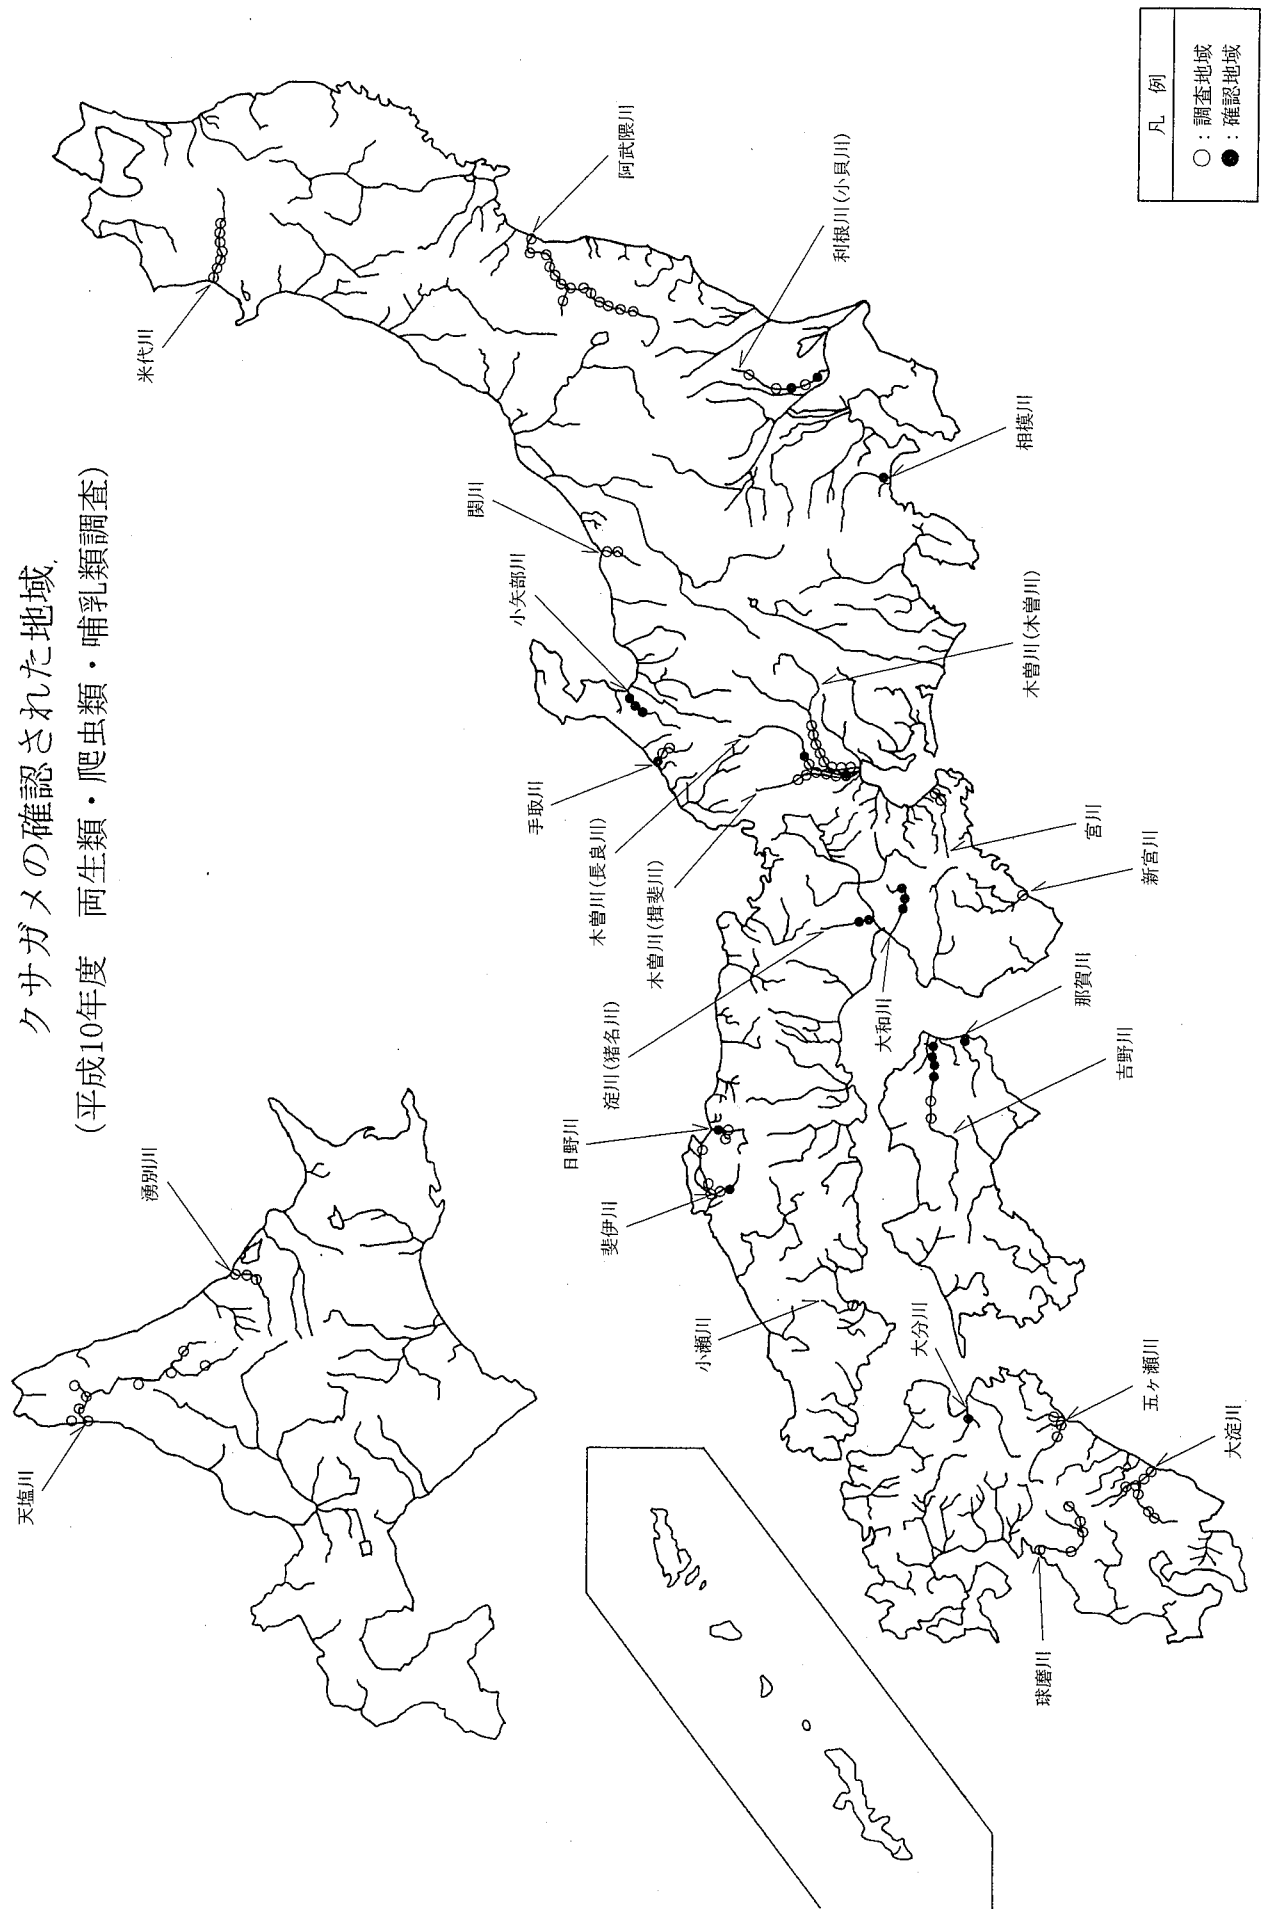 クサガメの確認された地域
(平成10年度 両生類・爬虫類・哺乳類調査)
天塩川
湧別川
米代川
阿武隈川
利根川(小貝川)
相模川
関川
小矢部川
手取川
木曽川(木曽川)
木曽川(長良川)
木曽川(揖斐川)
宮川
新宮川
淀川(猪名川)
大和川
那賀川
吉野川
日野川
斐伊川
小瀬川
大分川
五ヶ瀬川
大淀川
球磨川
凡 例
○:調査地域
●:確認地域